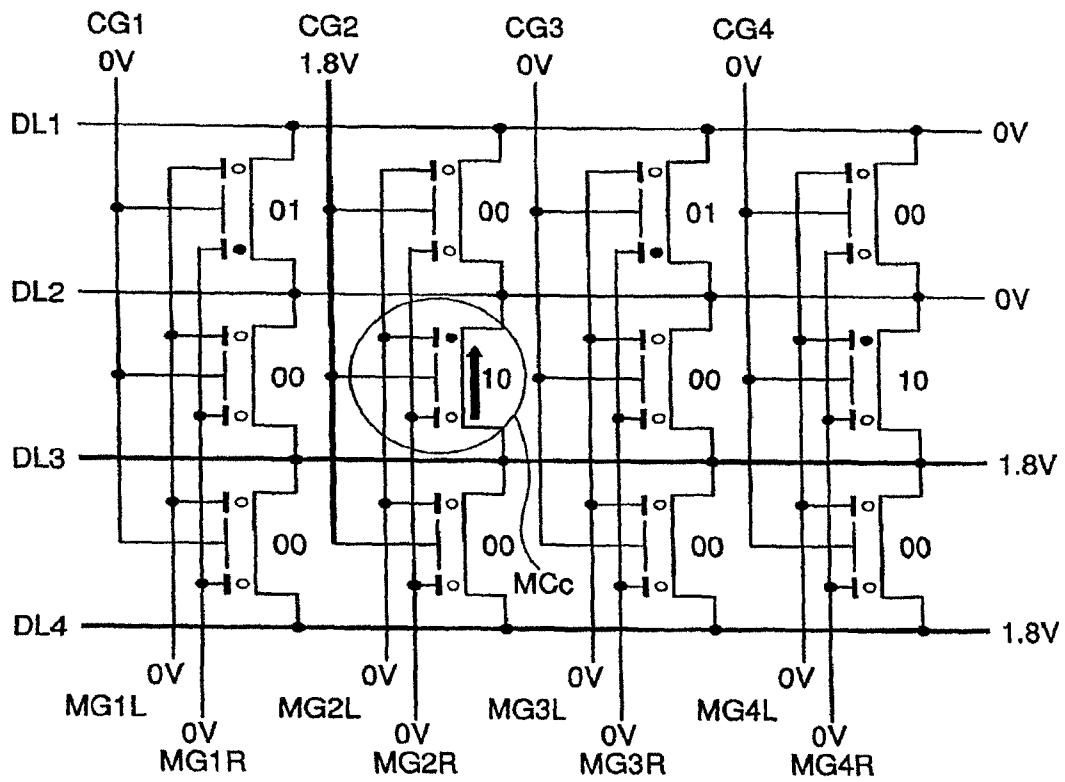 CG1 CG2 CG3 CG4
0V 1.8V 0V 0V
DL1 0V
01 00 01 00
DL2 0V
00 10 00 10
DL3 1.8V
00 00 00 00
MCc
DL4 1.8V
0V 0V 0V 0V
MG1L MG2L MG3L MG4L
0V 0V 0V 0V
MG1R MG2R MG3R MG4R